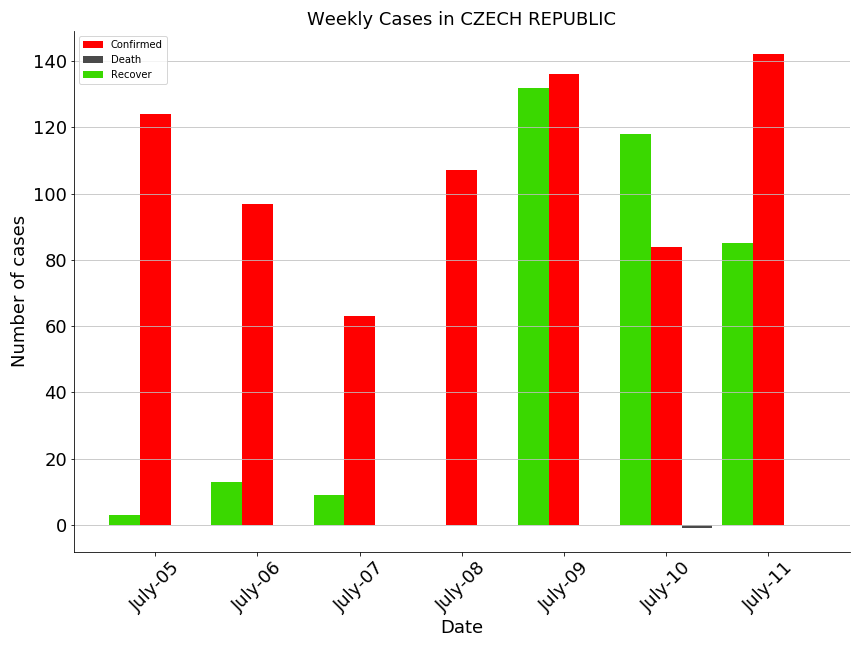 Weekly Cases in CZECH REPUBLIC
Confirmed
Death
Recover
Number of cases
140
120
100
80
60
40
20
0
July-05
July-06
July-07
July-08
July-09
July-10
July-11
Date